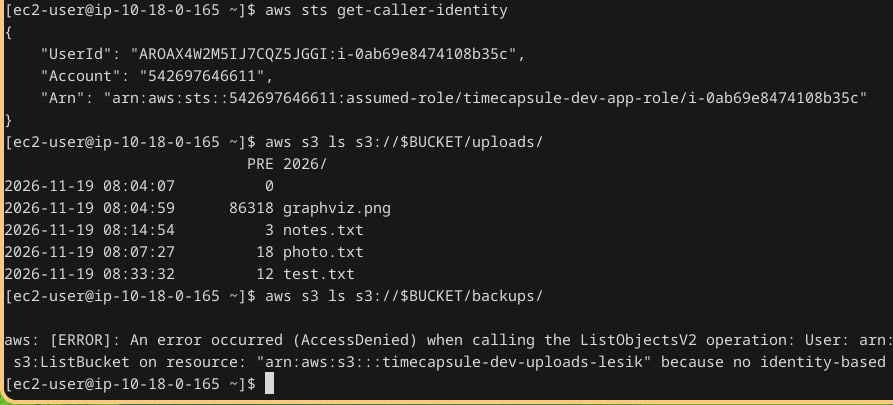 [ec2-user@ip-10-18-0-165 ~]$ aws sts get-caller-identity
{
    "UserId": "AROAX4W2M5IJ7CQZ5JGGI:i-0ab69e8474108b35c",
    "Account": "542697646611",
    "Arn": "arn:aws:sts::542697646611:assumed-role/timecapsule-dev-app-role/i-0ab69e8474108b35c"
}
[ec2-user@ip-10-18-0-165 ~]$ aws s3 ls s3://$BUCKET/uploads/
                           PRE 2026/
2026-11-19 08:04:07          0
2026-11-19 08:04:59      86318 graphviz.png
2026-11-19 08:14:54          3 notes.txt
2026-11-19 08:07:27         18 photo.txt
2026-11-19 08:33:32         12 test.txt
[ec2-user@ip-10-18-0-165 ~]$ aws s3 ls s3://$BUCKET/backups/
aws: [ERROR]: An error occurred (AccessDenied) when calling the ListObjectsV2 operation: User: arn:
 s3:ListBucket on resource: "arn:aws:s3:::timecapsule-dev-uploads-lesik" because no identity-based
[ec2-user@ip-10-18-0-165 ~]$